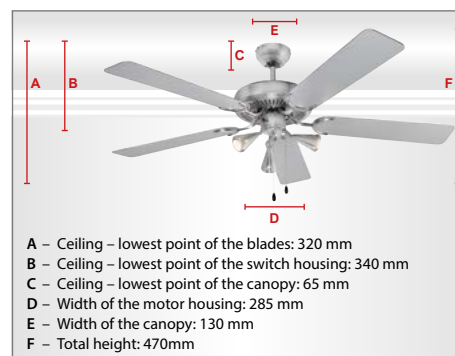 E
C
A
B
F
D
A – Ceiling – lowest point of the blades: 320 mm
B – Ceiling – lowest point of the switch housing: 340 mm
C – Ceiling – lowest point of the canopy: 65 mm
D – Width of the motor housing: 285 mm
E – Width of the canopy: 130 mm
F – Total height: 470mm